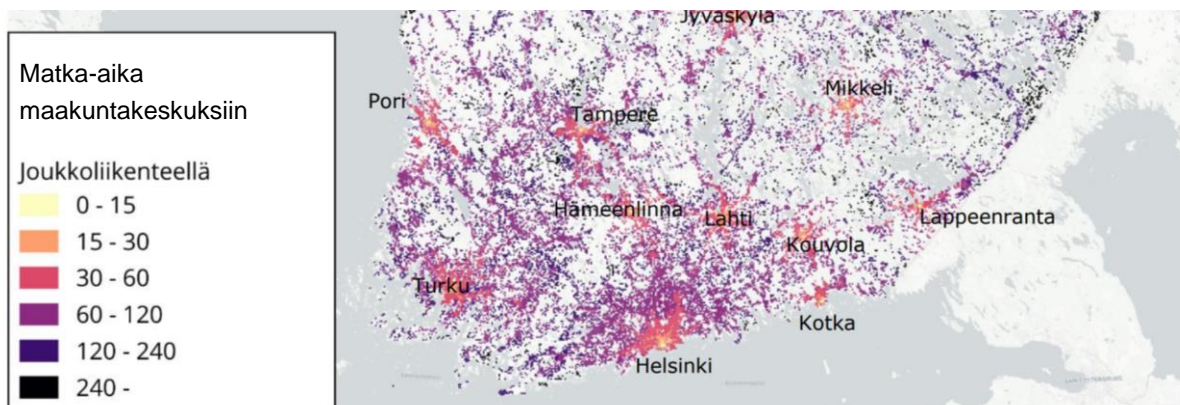 Matka-aika
maakuntakeskuksiin
Joukkoliikenteellä
0 - 15
15 - 30
30 - 60
60 - 120
120 - 240
240 -
Jyväskylä
Mikkeli
Pori
Tampere
Hämeenlinna
Lahti
Lappeenranta
Kouvola
Turku
Kotka
Helsinki